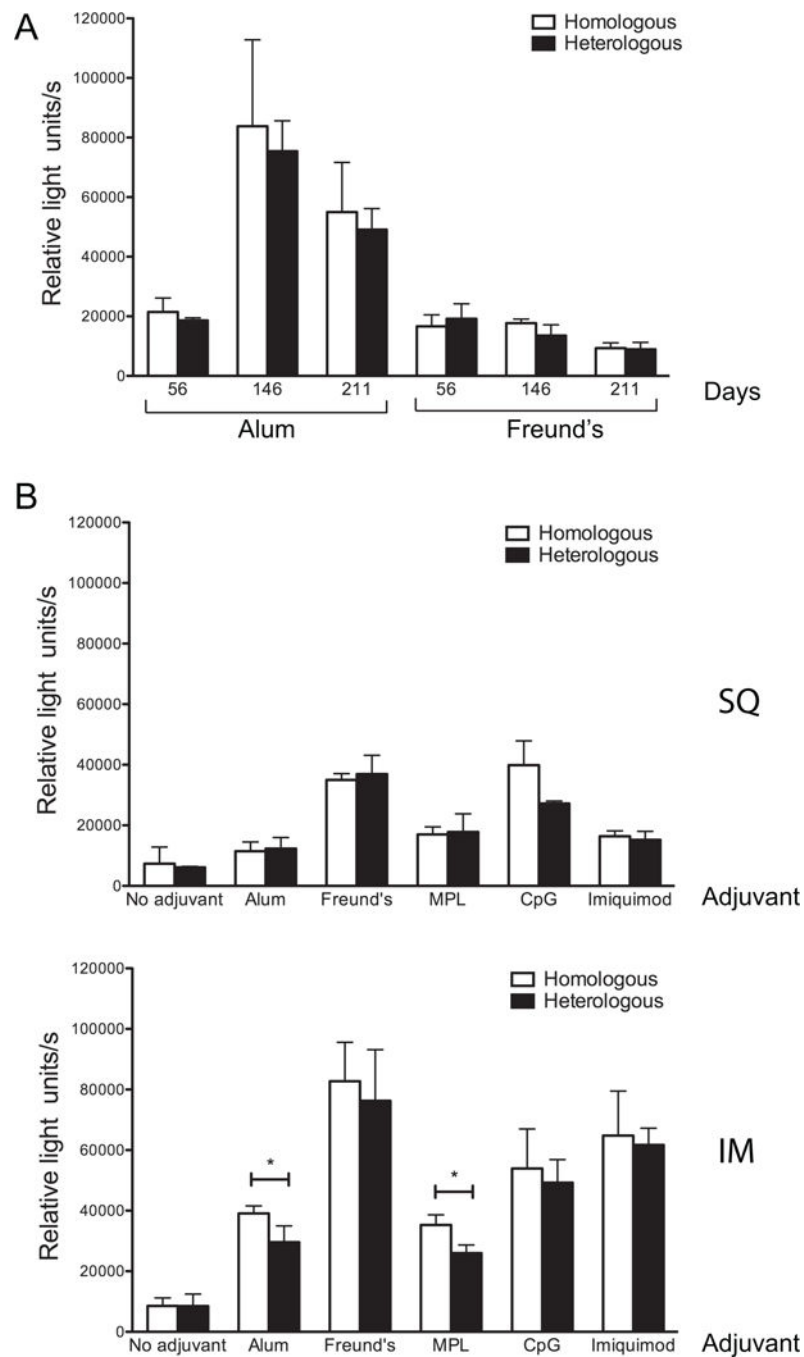 A
Relative light units/s
120000
100000
80000
60000
40000
20000
0
Homologous
Heterologous
56 146 211 56 146 211 Days
Alum Freund's
B
Relative light units/s
120000
100000
80000
60000
40000
20000
0
Homologous
Heterologous
SQ
No adjuvant Alum Freund's MPL CpG Imiquimod Adjuvant
Relative light units/s
120000
100000
80000
60000
40000
20000
0
Homologous
Heterologous
* *
IM
No adjuvant Alum Freund's MPL CpG Imiquimod Adjuvant